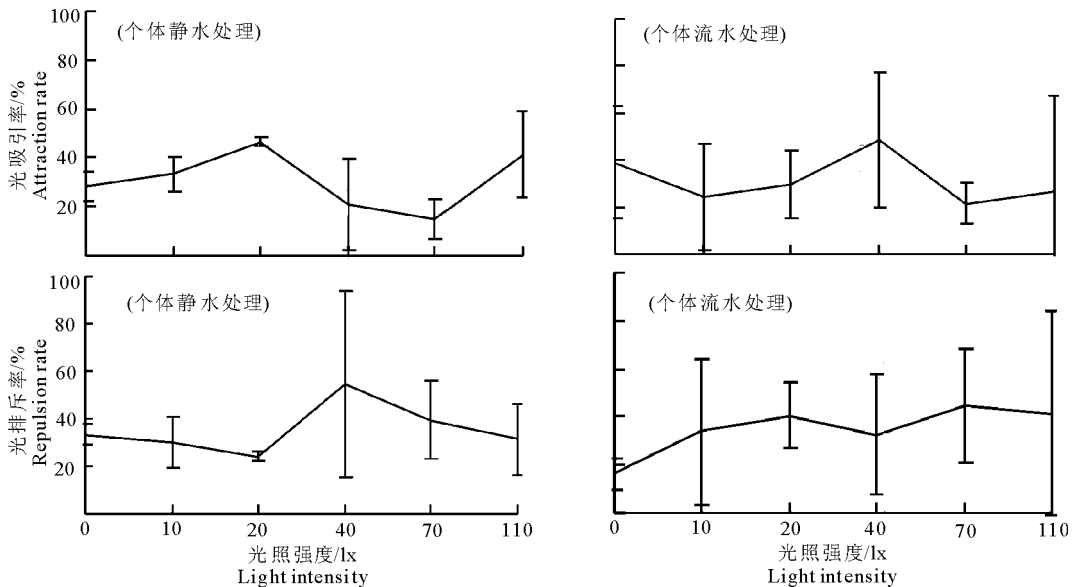 100
(个体静水处理)
(个体流水处理)
80
60
40
20
光吸引率/%
Attraction rate
100
(个体静水处理)
(个体流水处理)
80
60
40
20
光排斥率/%
Repulsion rate
0 10 20 40 70 110
0 10 20 40 70 110
光照强度/lx
Light intensity
光照强度/lx
Light intensity